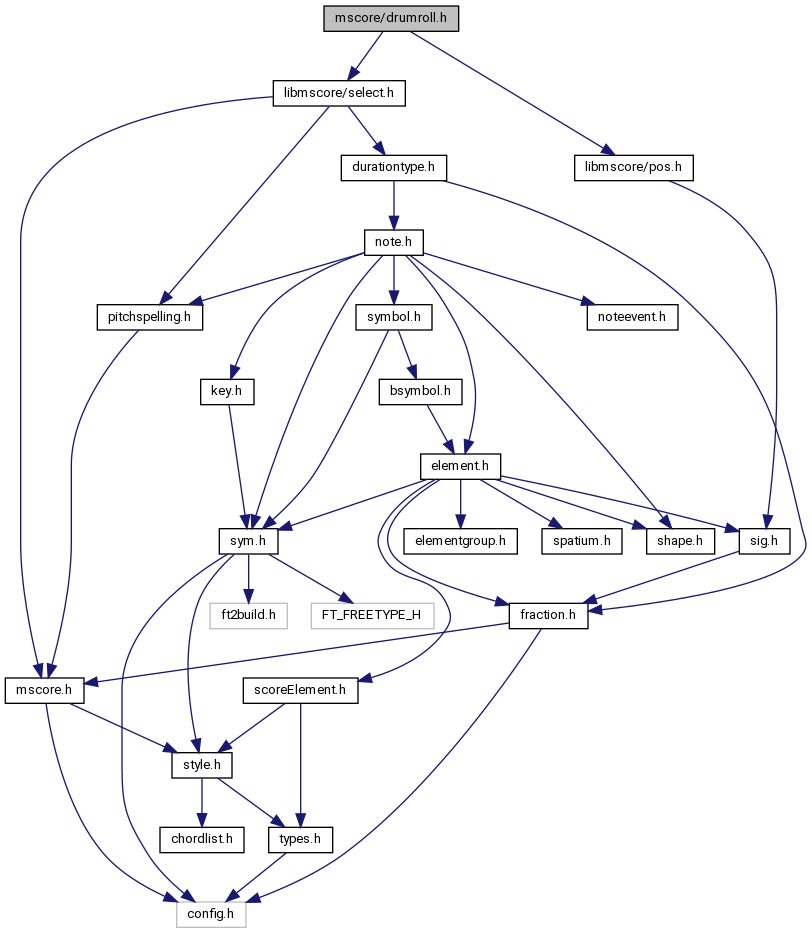 mscore/drumroll.h
libmscore/select.h
durationtype.h
libmscore/pos.h
note.h
pitchspelling.h
symbol.h
noteevent.h
key.h
bsymbol.h
element.h
sym.h
elementgroup.h
spatium.h
shape.h
sig.h
ft2build.h
FT_FREETYPE_H
fraction.h
mscore.h
scoreElement.h
style.h
chordlist.h
types.h
config.h